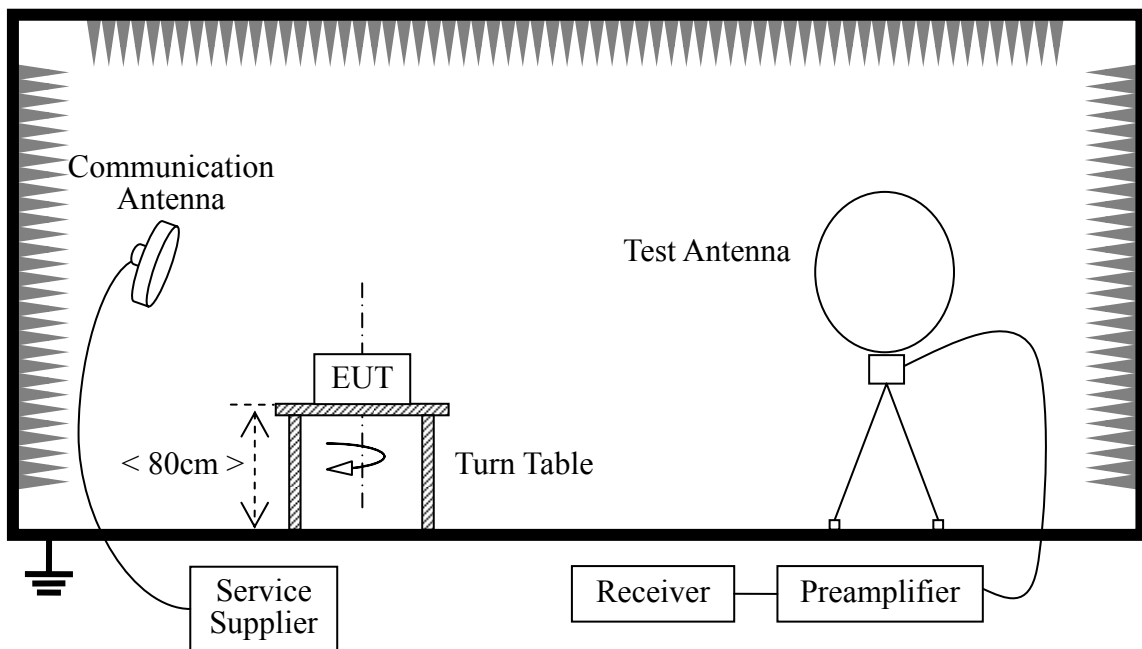 Communication
Antenna
Test Antenna
EUT
< 80cm >
Turn Table
Service
Supplier
Receiver
Preamplifier